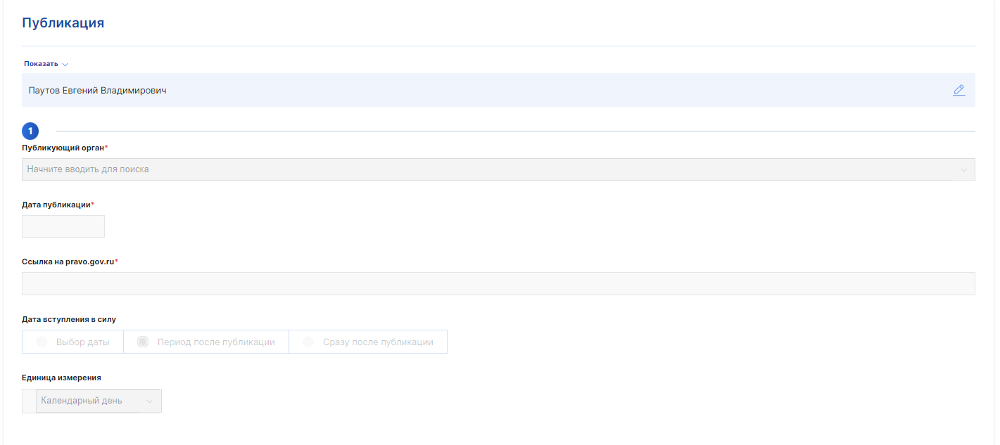 Публикация
Показать
Паутов Евгений Владимирович
1
Публикующий орган*
Начните вводить для поиска
Дата публикации*
Ссылка на pravo.gov.ru*
Дата вступления в силу
Выбор даты Период после публикации Сразу после публикации
Единица измерения
Календарный день